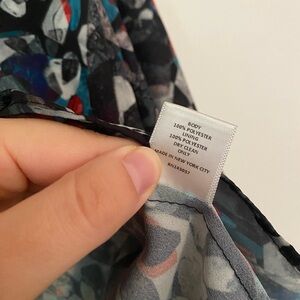 BODY
100% POLYESTER
LINING
100% POLYESTER
DRY CLEAN
ONLY
MADE IN NEW YORK CITY